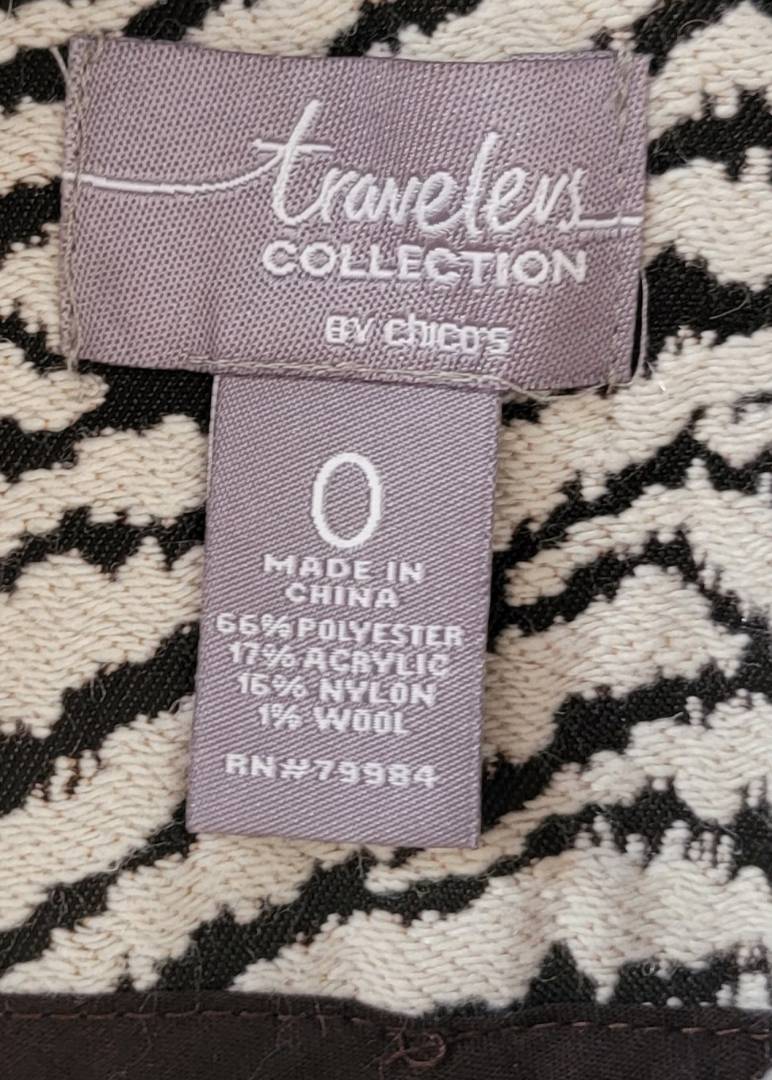 travelers
COLLECTION
BY chico's
0
MADE IN
CHINA
66% POLYESTER
17% ACRYLIC
16% NYLON
1% WOOL
RN#79984